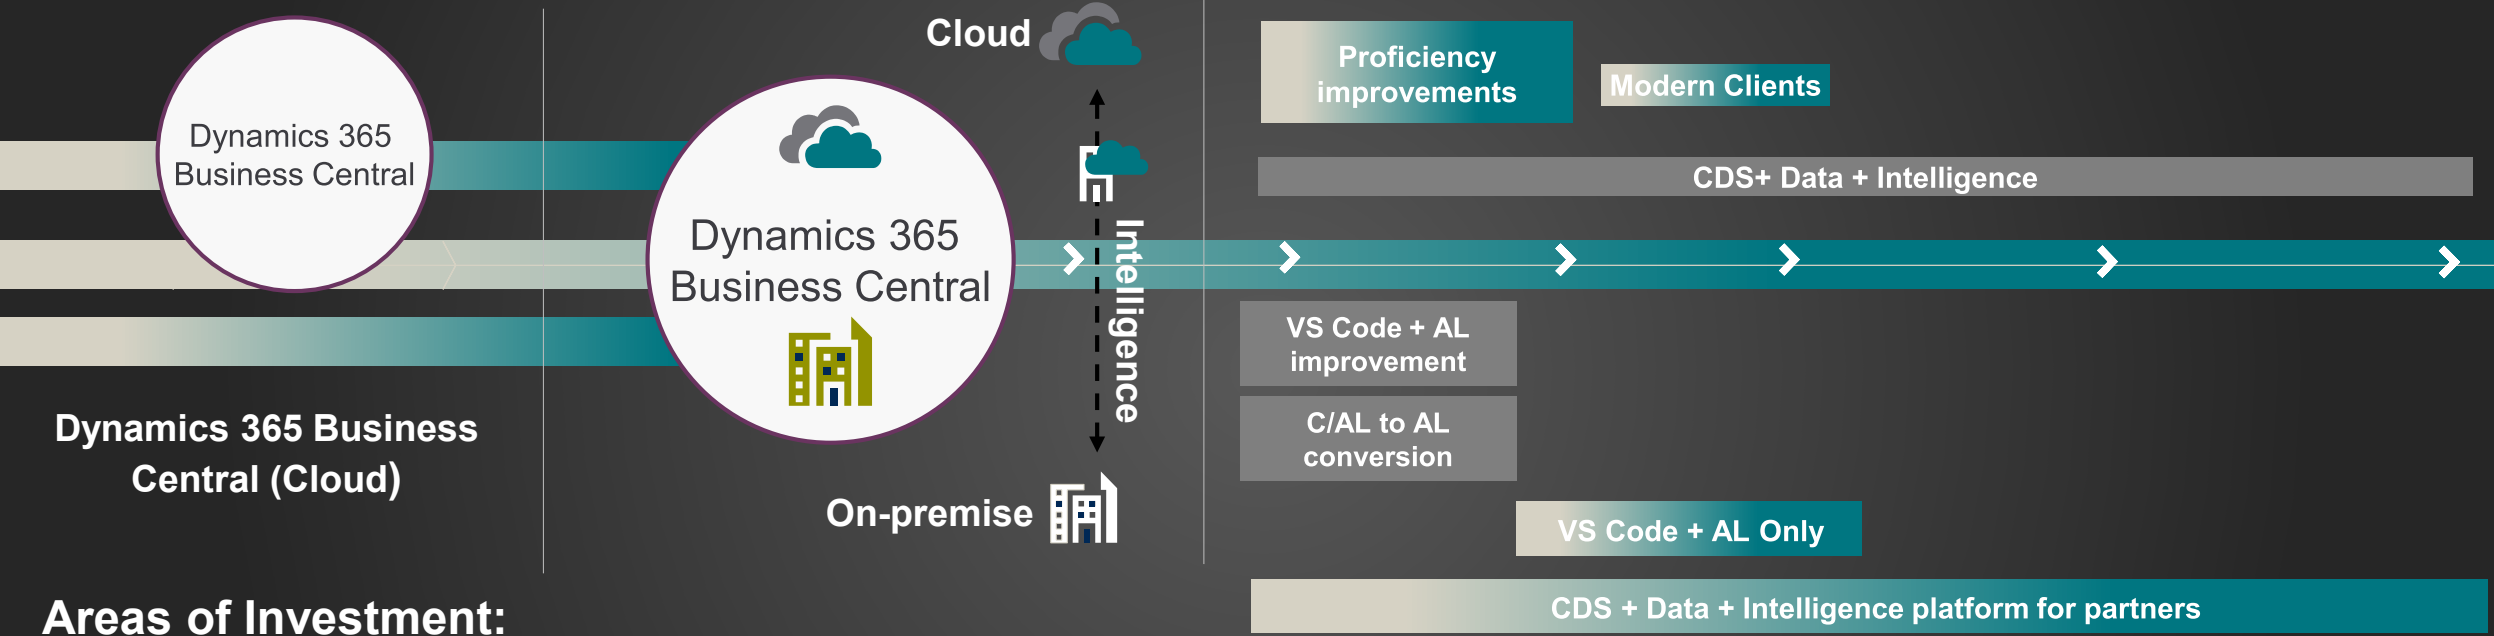 Dynamics 365
Business Central
Dynamics 365 Business
Central (Cloud)
Areas of Investment:
Cloud
Dynamics 365
Business Central
Intelligence
On-premise
Proficiency
improvements
Modern Clients
CDS+ Data + Intelligence
VS Code + AL
improvement
C/AL to AL
conversion
VS Code + AL Only
CDS + Data + Intelligence platform for partners